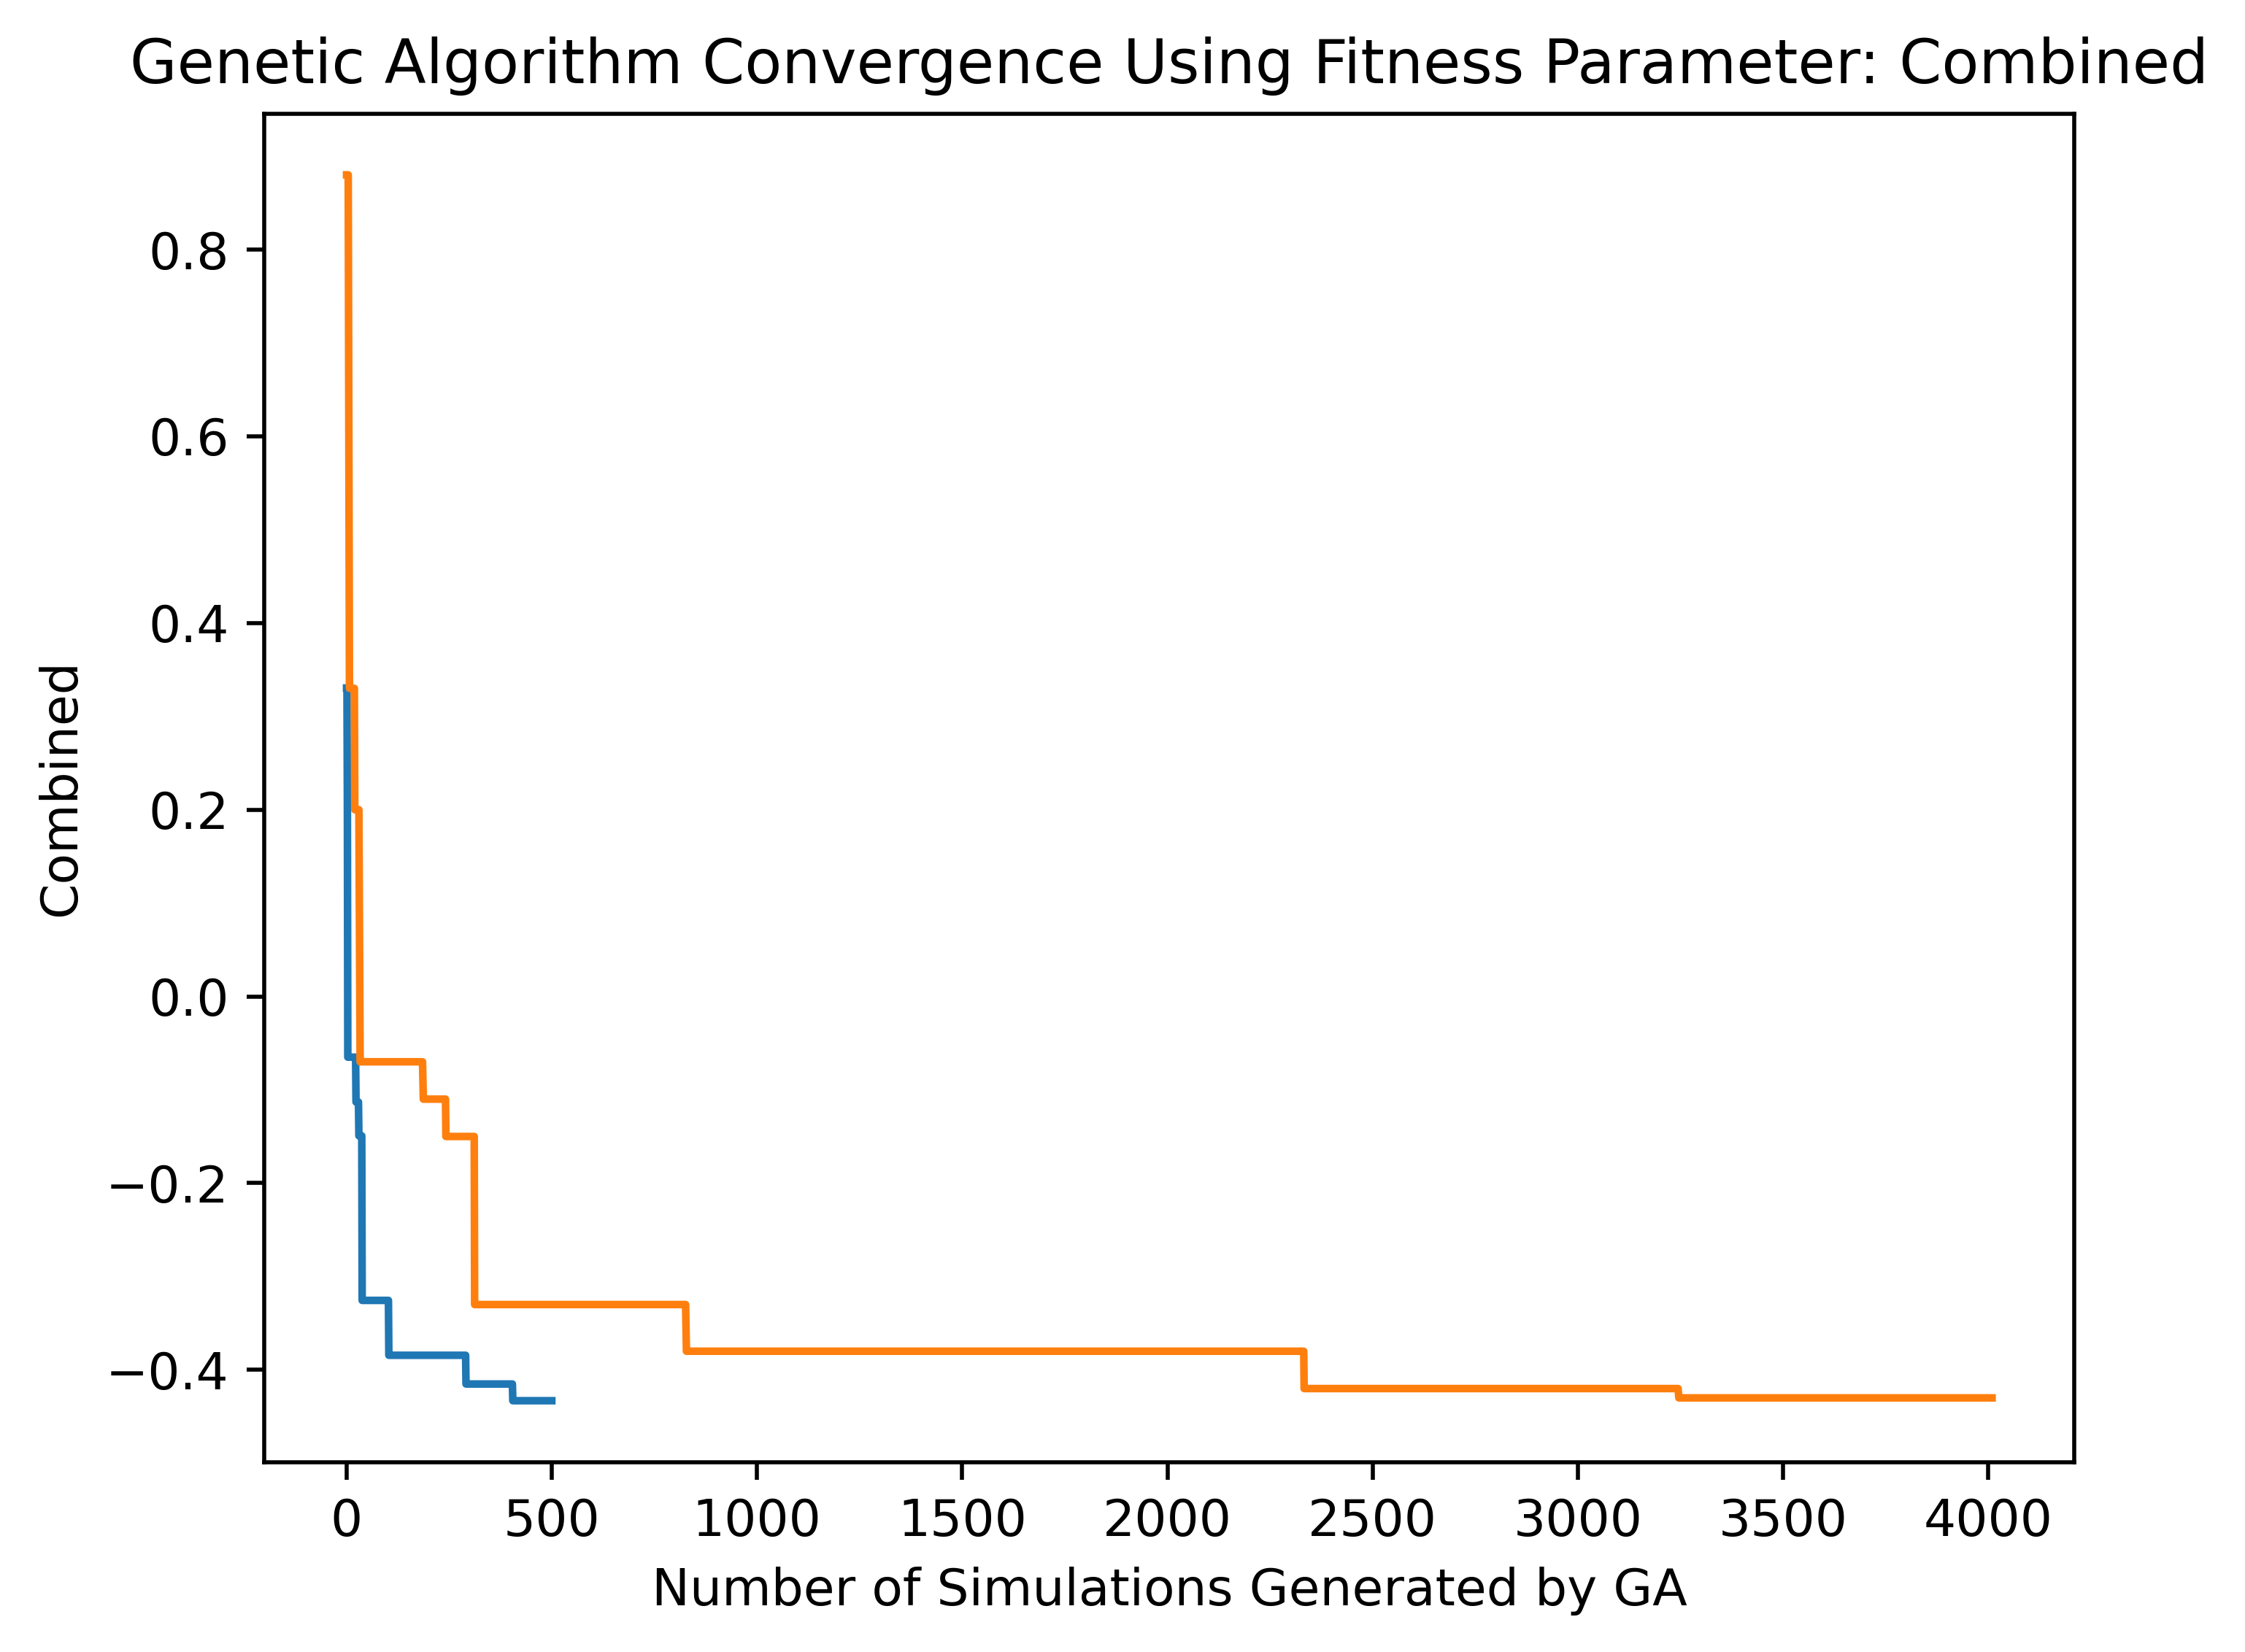 Genetic Algorithm Convergence Using Fitness Parameter: Combined
Combined
0.8
0.6
0.4
0.2
0.0
−0.2
−0.4
0 500 1000 1500 2000 2500 3000 3500 4000
Number of Simulations Generated by GA